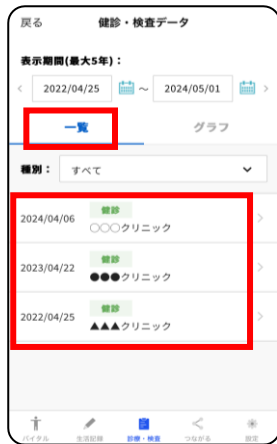 戻る 健診・検査データ
表示期間(最大5年)：
2022/04/25 ～ 2024/05/01
一覧 グラフ
種別： すべて
健診
2024/04/06
○○○クリニック
健診
2023/04/22
●●●クリニック
健診
2022/04/25
▲▲▲クリニック
バイタル 生活記録 診療・検査 つながる 設定